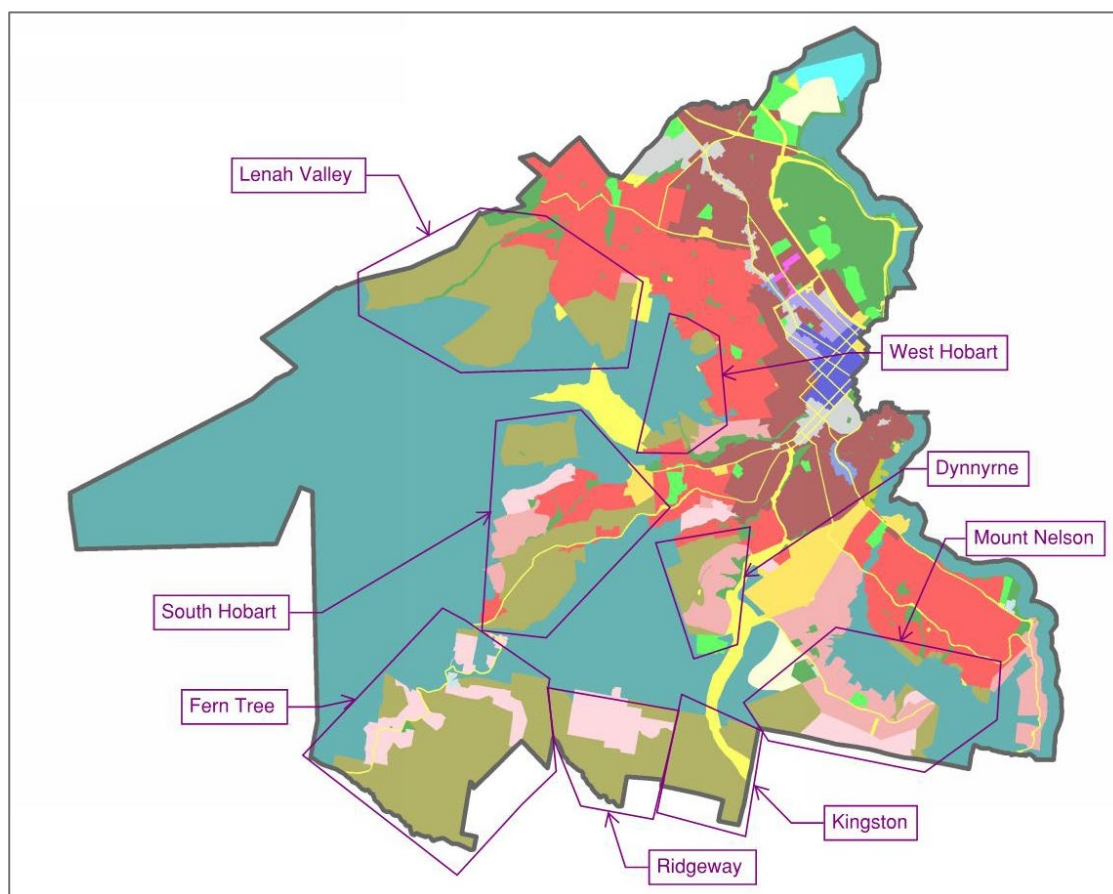 Lenah Valley
West Hobart
Dynnyrne
Mount Nelson
South Hobart
Fern Tree
Kingston
Ridgeway